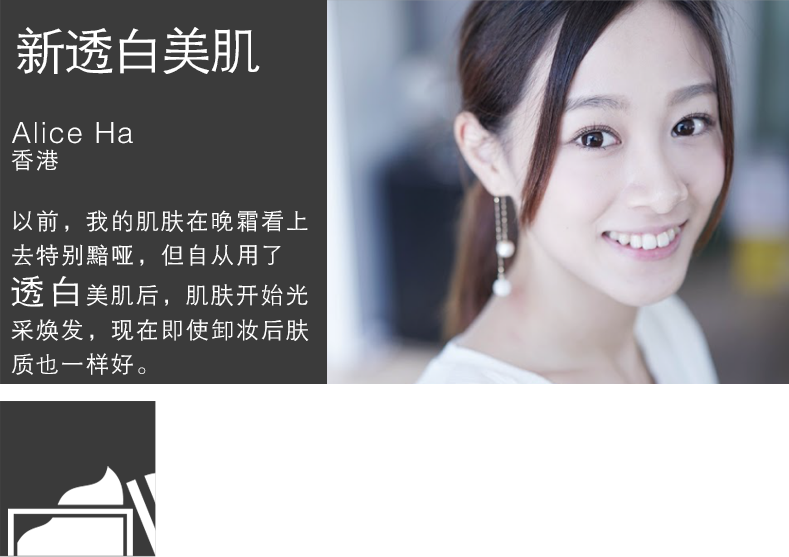 新透白美肌
Alice Ha
香港
以前，我的肌肤在晚霜看上
去特别黯哑，但自从用了
透白美肌后，肌肤开始光
采焕发，现在即使卸妆后肤
质也一样好。